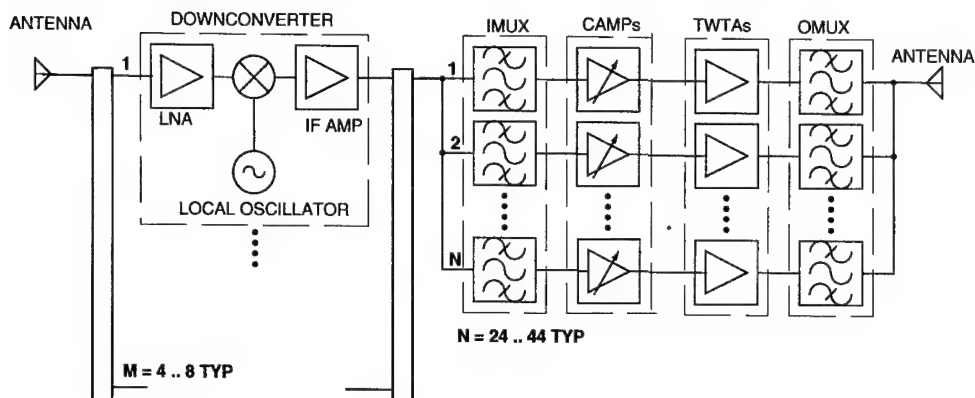 ANTENNA
DOWNCONVERTER
1
LNA
IF AMP
LOCAL OSCILLATOR
M = 4 .. 8 TYP
IMUX
CAMPs
TWTAs
OMUX
ANTENNA
1
2
N
N = 24 .. 44 TYP